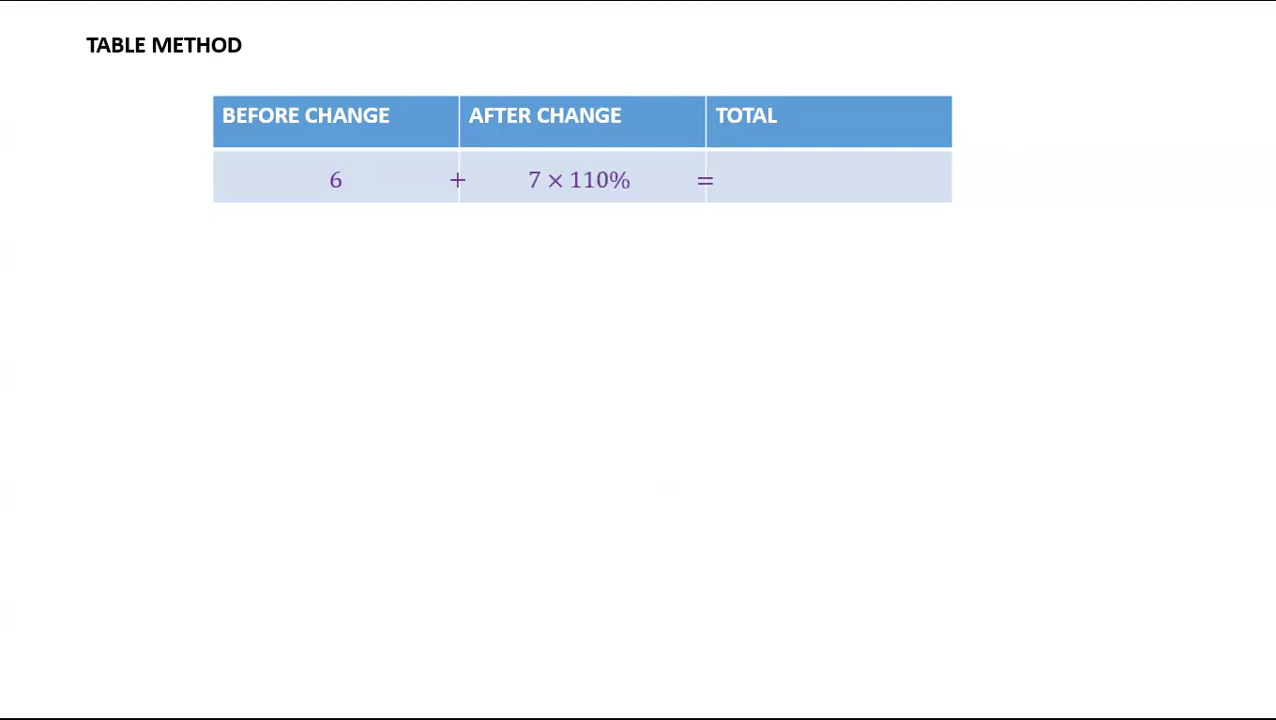 TABLE METHOD
BEFORE CHANGE AFTER CHANGE TOTAL
6 + 7 × 110% =